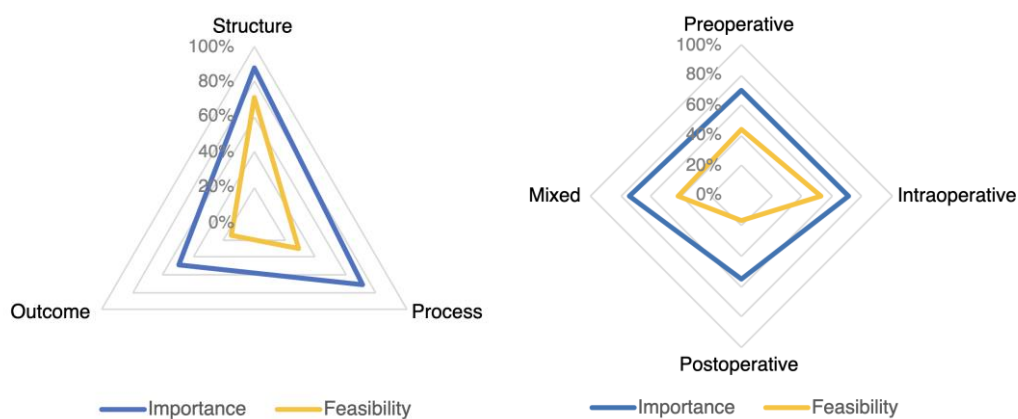 Structure
100%
80%
60%
40%
20%
0%
Outcome
Process
Importance
Feasibility
Preoperative
100%
80%
60%
40%
20%
0%
Mixed
Intraoperative
Postoperative
Importance
Feasibility